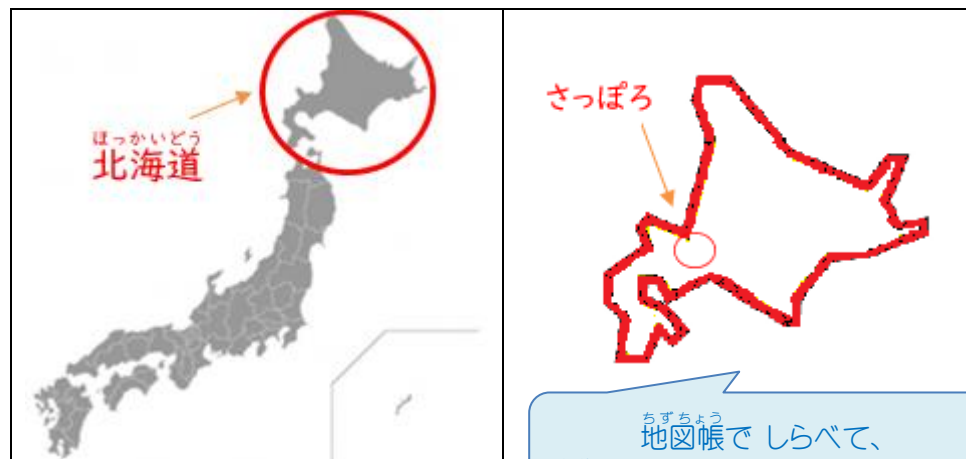 ほっかいどう
北海道
さっぽろ
ちずちょう
地図帳で しらべて、